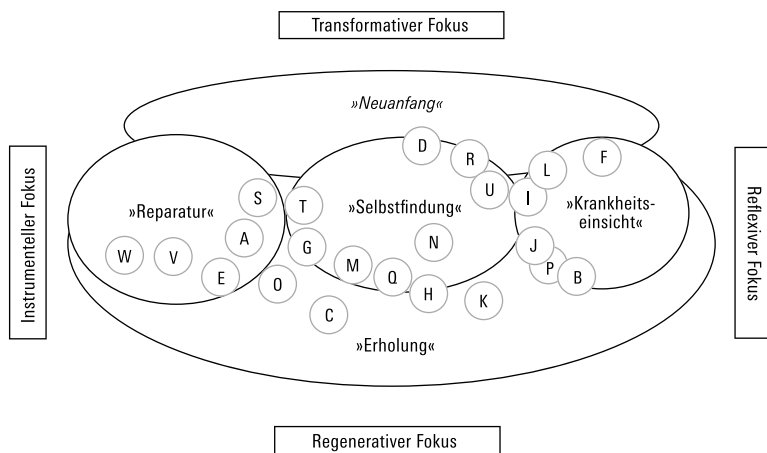 Transformativer Fokus
»Neuanfang«
Instrumenteller Fokus
Reflexiver Fokus
D
R
L
F
U
I
S
T
»Reparatur«
»Selbstfindung«
»Krankheits-
einsicht«
A
G
N
J
W
V
E
O
M
Q
H
K
P
B
C
»Erholung«
Regenerativer Fokus